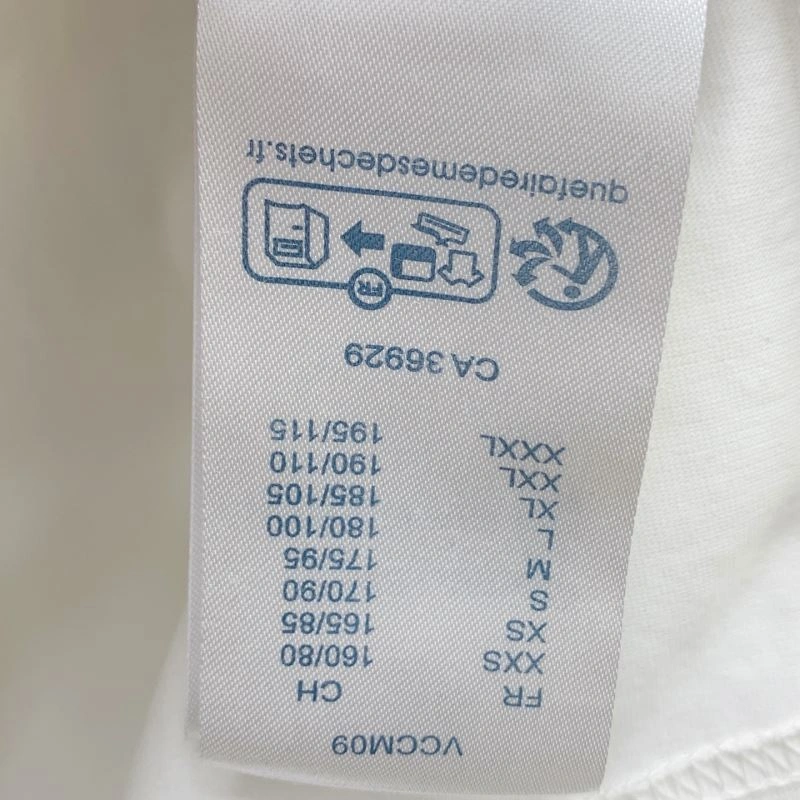 VCCM09
FR CH
XXS 160/80
XS 165/85
S 170/90
M 175/95
L 180/100
XL 185/105
XXL 190/110
XXXL 195/115
CA 36929
FR
quefairedemesdechets.fr